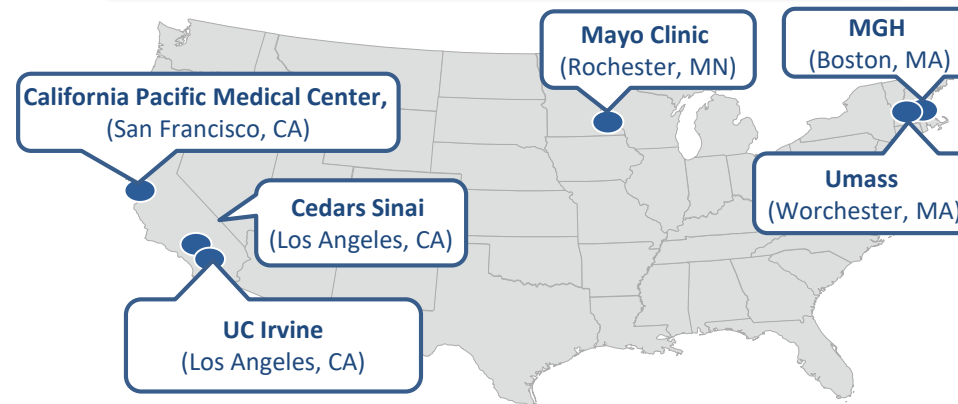 Mayo Clinic
(Rochester, MN)
MGH
(Boston, MA)
California Pacific Medical Center,
(San Francisco, CA)
Cedars Sinai
(Los Angeles, CA)
Umass
(Worchester, MA)
UC Irvine
(Los Angeles, CA)